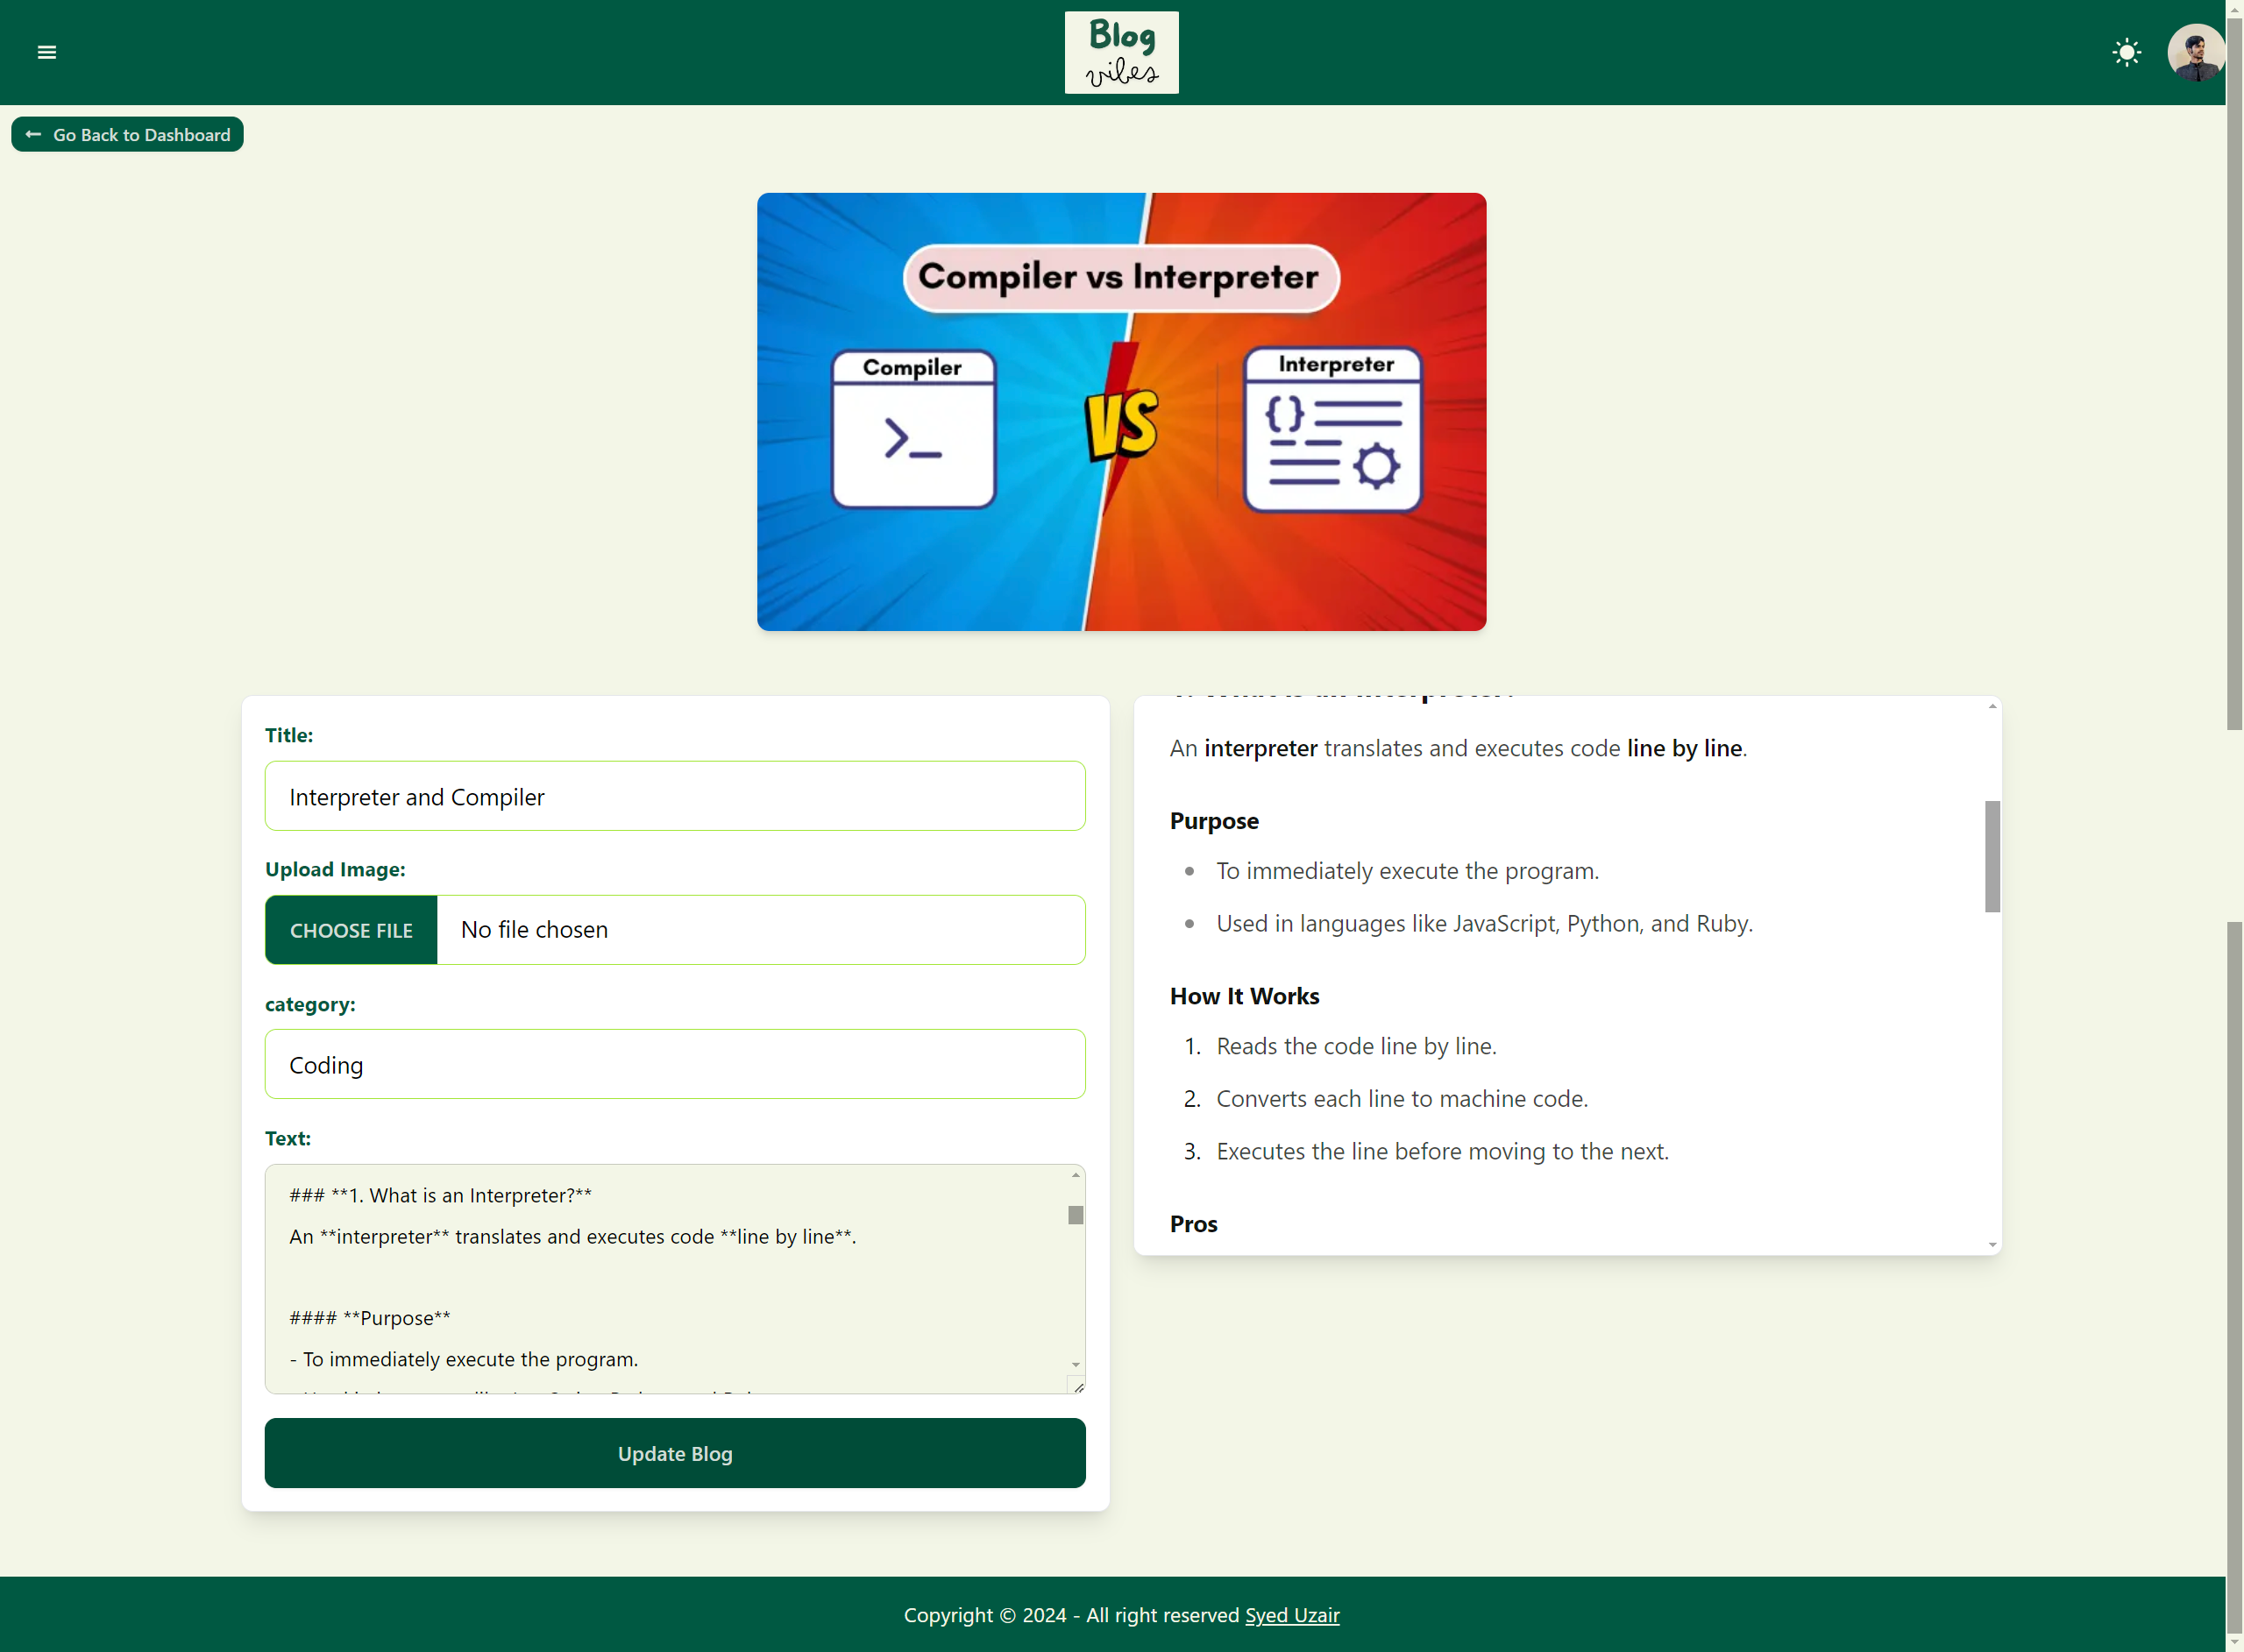 Blog
vibes
Go Back to Dashboard
Compiler vs Interpreter
Compiler
VS
Interpreter
Title:
Interpreter and Compiler
Upload Image:
CHOOSE FILE No file chosen
category:
Coding
Text:
### **1. What is an Interpreter?**
An **interpreter** translates and executes code **line by line**.
#### **Purpose**
- To immediately execute the program.
Update Blog
An interpreter translates and executes code line by line.
Purpose
• To immediately execute the program.
• Used in languages like JavaScript, Python, and Ruby.
How It Works
1. Reads the code line by line.
2. Converts each line to machine code.
3. Executes the line before moving to the next.
Pros
Copyright © 2024 - All right reserved Syed Uzair